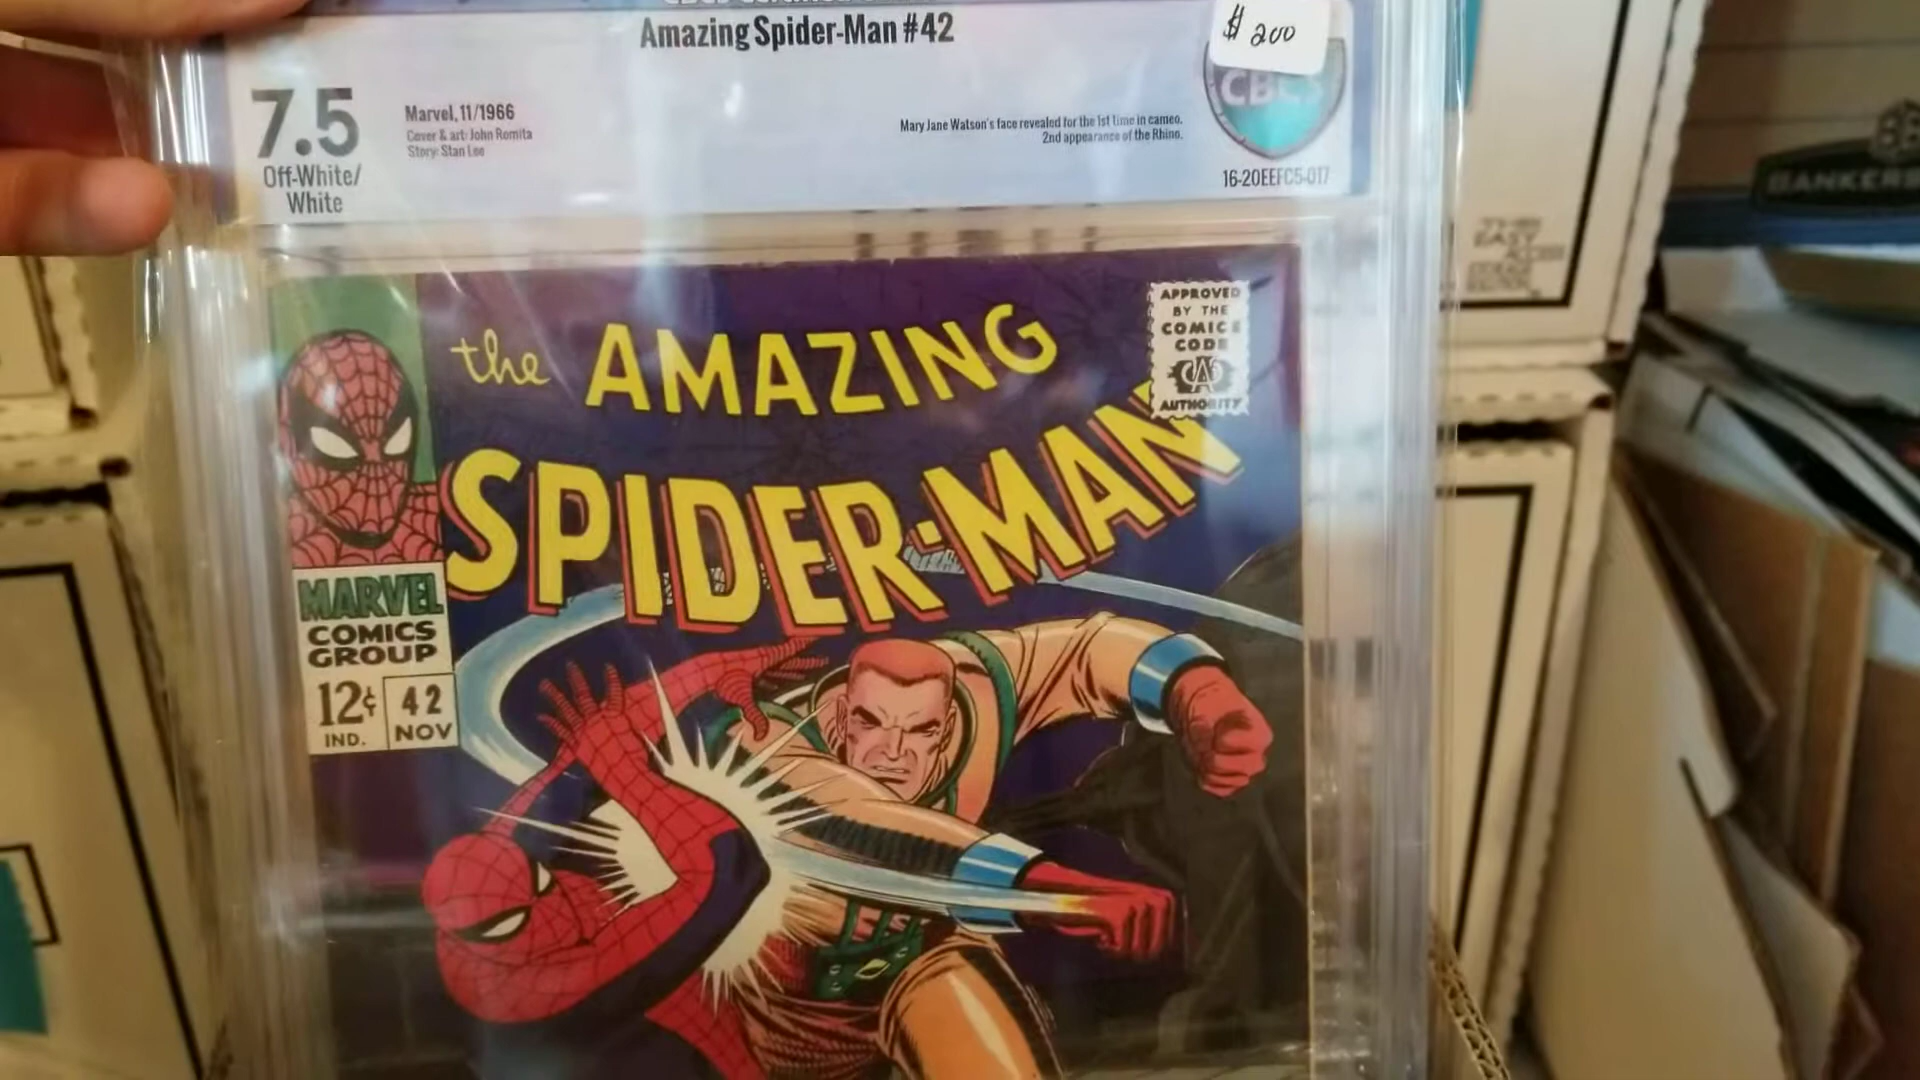 Amazing Spider-Man #42
$ 200
7.5
Off-White/
White
Marvel, 11/1966
Cover & art: John Romita
Story: Stan Lee
Mary Jane Watson's face revealed for the 1st time in cameo.
2nd appearance of the Rhino.
CBCS
16-20EEFC5-017
the AMAZING
SPIDER-MAN
APPROVED
BY THE
COMICS
CODE
CA
AUTHORITY
MARVEL
COMICS
GROUP
12¢
IND.
42
NOV
BANKERS
EASY